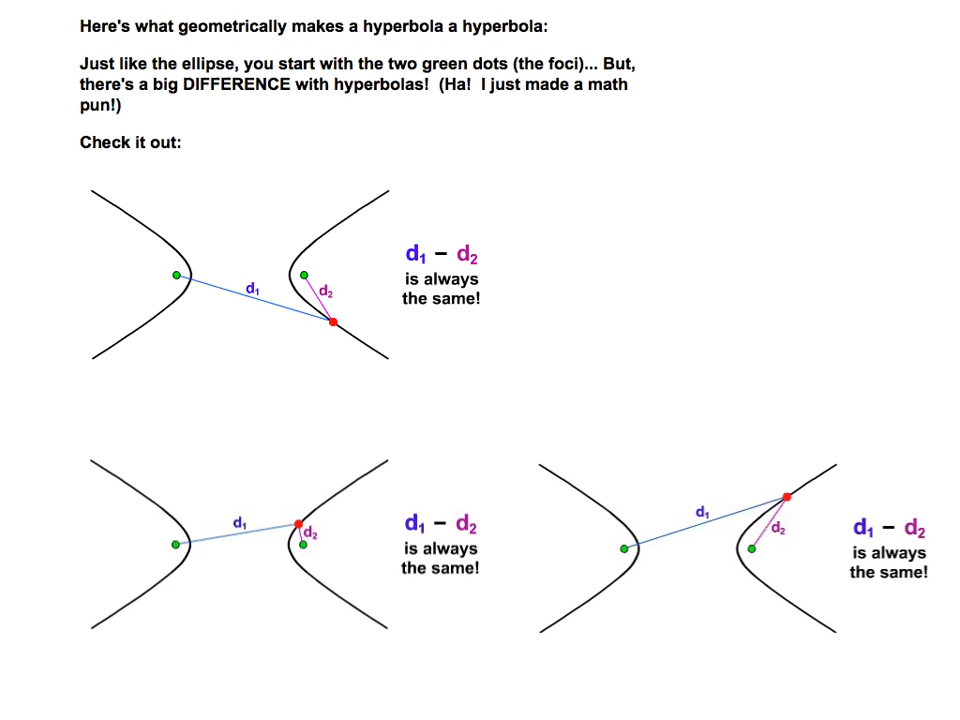 Here's what geometrically makes a hyperbola a hyperbola:
Just like the ellipse, you start with the two green dots (the foci)... But,
there's a big DIFFERENCE with hyperbolas!  (Ha!  I just made a math
pun!)
Check it out:
d₁ − d₂
is always
the same!
d₁
d₂
d₁
d₂
d₁ − d₂
is always
the same!
d₁
d₂
d₁ − d₂
is always
the same!